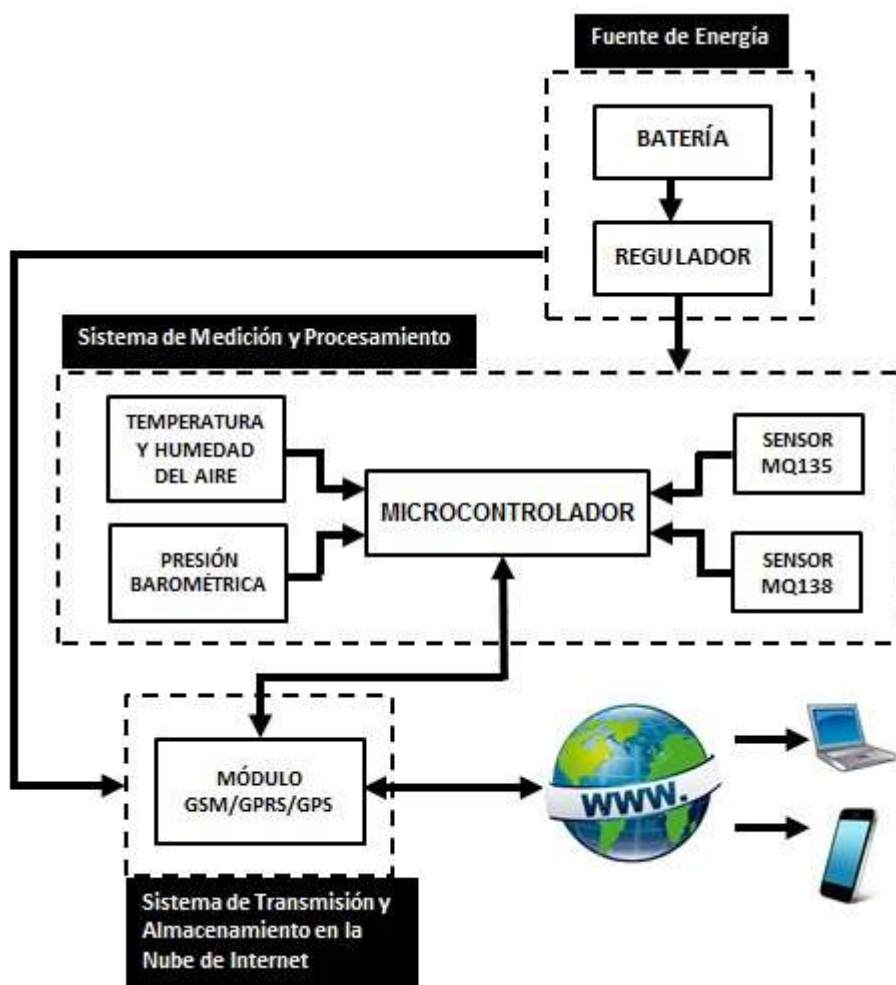 Fuente de Energía
BATERÍA
REGULADOR
Sistema de Medición y Procesamiento
TEMPERATURA
Y HUMEDAD
DEL AIRE
SENSOR
MQ135
MICROCONTROLADOR
PRESIÓN
BAROMÉTRICA
SENSOR
MQ138
MÓDULO
GSM/GPRS/GPS
WWW.
Sistema de Transmisión y
Almacenamiento en la
Nube de Internet